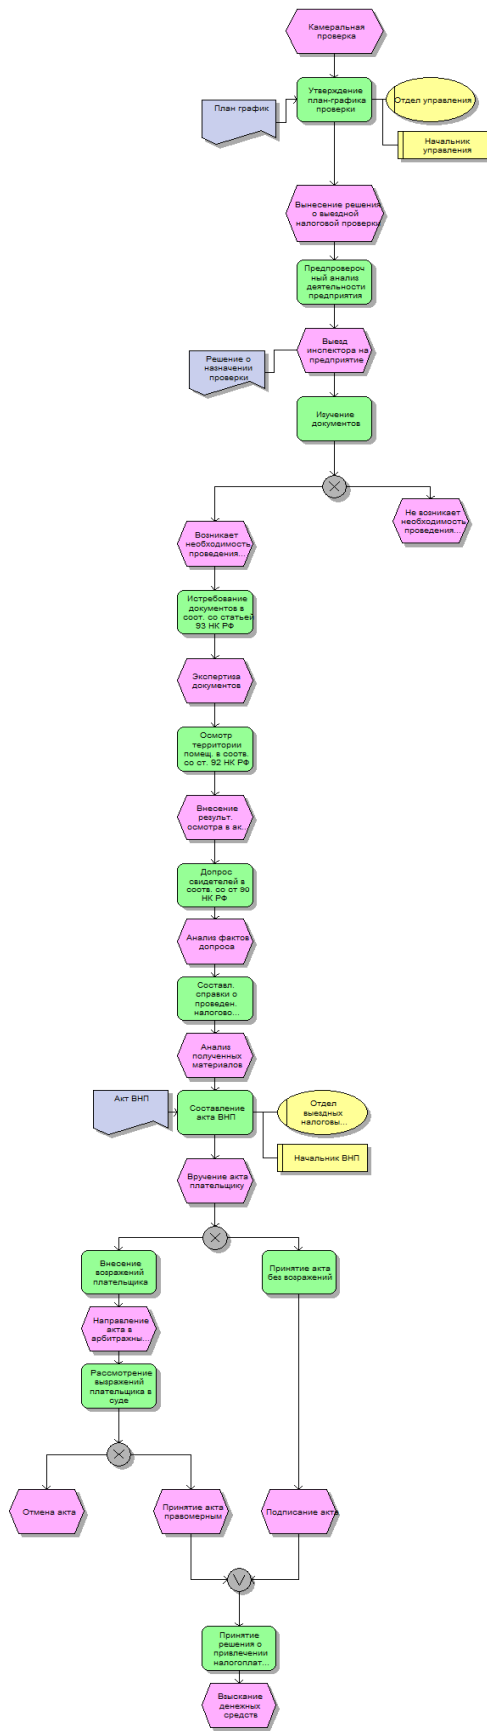 Камеральная
проверка
Утверждение
план-графика
проверки
План график
Отдел управления
Начальник
управления
Вынесение решения
о выездной
налоговой проверки
Предпровероч
ный анализ
деятельности
предприятия
Выезд
инспектора на
предприятие
Решение о
назначении
проверки
Изучение
документов
Возникает
необходимость
проведения...
Не возникает
необходимость
проведения...
Истребование
документов в
соот. со статьей
93 НК РФ
Экспертиза
документов
Осмотр
территории
помещ. в соотв.
со ст. 92 НК РФ
Внесение
результ.
осмотра в ак...
Допрос
свидетелей в
соотв. со ст 90
НК РФ
Анализ фактов
допроса
Составл.
справки о
проведен.
налогово...
Анализ
полученных
материалов
Акт ВНП
Составление
акта ВНП
Отдел
выездных
налоговы...
Начальник ВНП
Вручение акта
плательщику
Внесение
возражений
плательщика
Принятие акта
без возражений
Направление
акта в
арбитражны...
Рассмотрение
выражений
плательщика в
суде
Отмена акта
Принятие акта
правомерным
Подписание акта
Принятие
решения о
привлечении
налогоплат...
Взыскание
денежных
средств